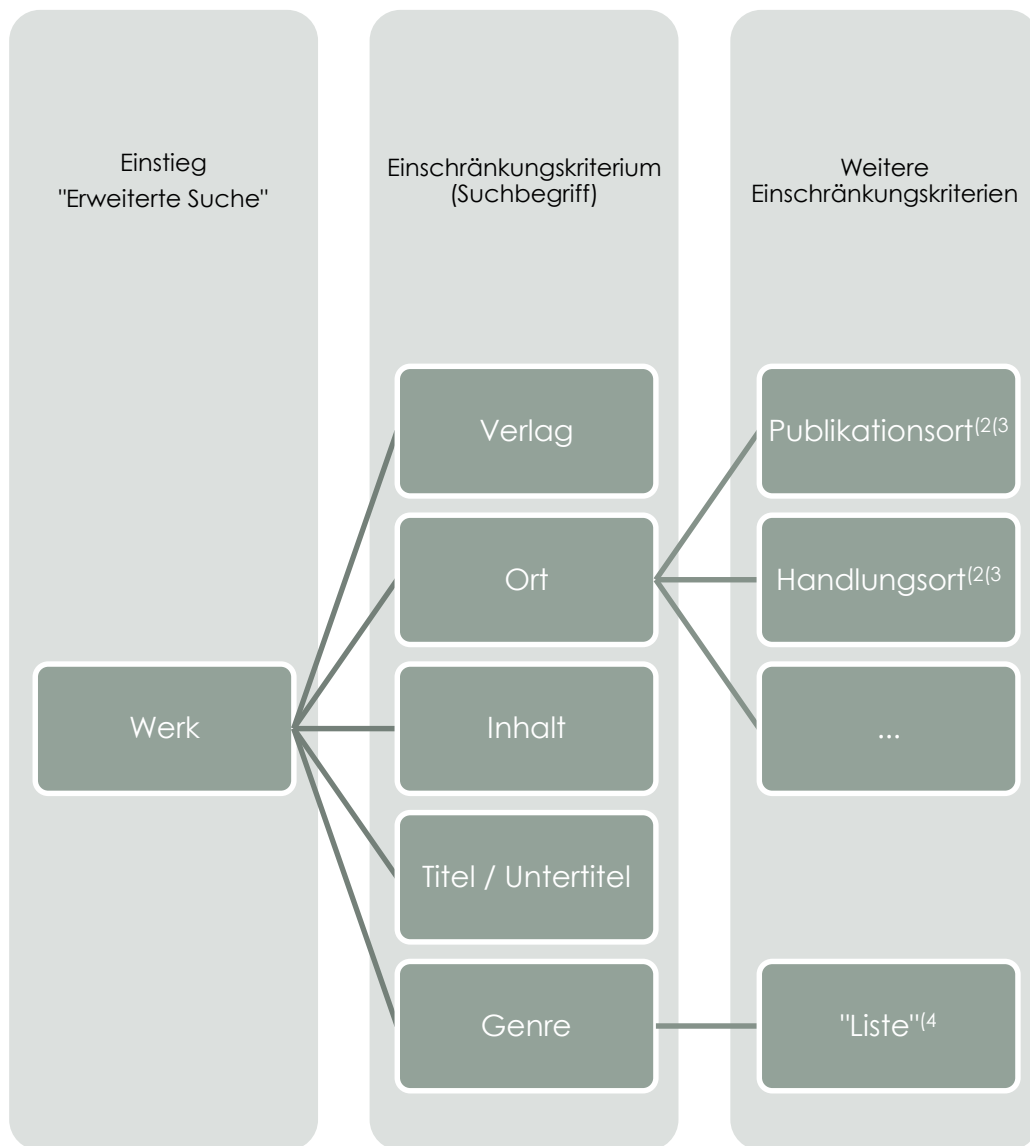 Einstieg
"Erweiterte Suche"
Einschränkungskriterium
(Suchbegriff)
Weitere
Einschränkungskriterien
Werk
Verlag
Ort
Inhalt
Titel / Untertitel
Genre
Publikationsort(2(3
Handlungsort(2(3
...
"Liste"(4